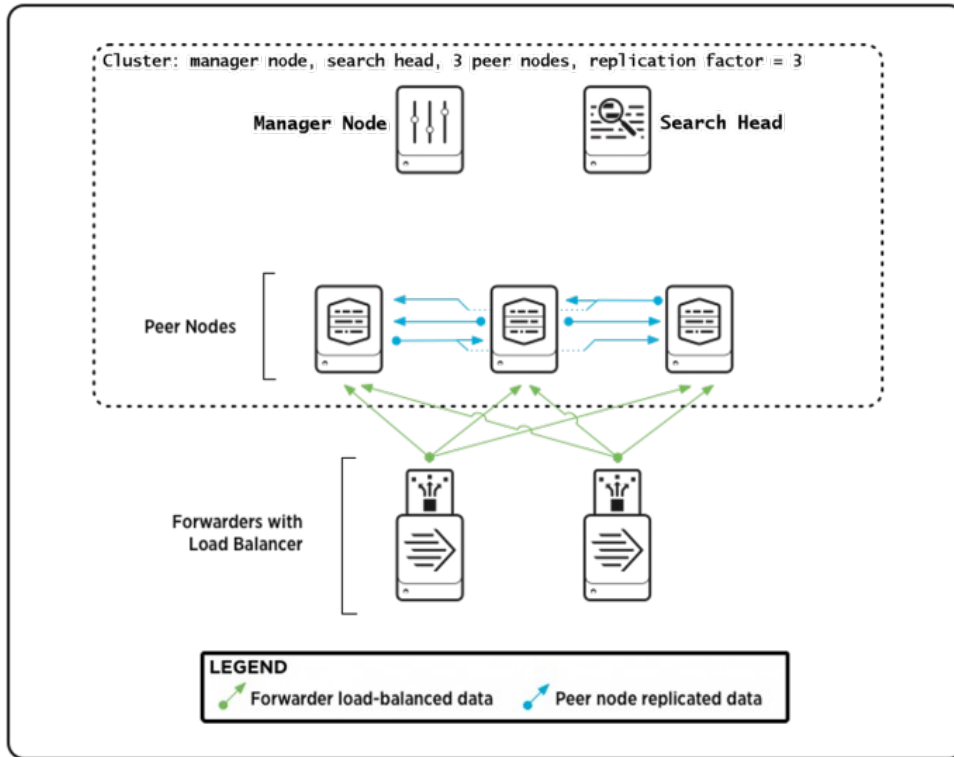 Cluster: manager node, search head, 3 peer nodes, replication factor = 3
Manager Node
Search Head
Peer Nodes
Forwarders with
Load Balancer
LEGEND
Forwarder load-balanced data
Peer node replicated data